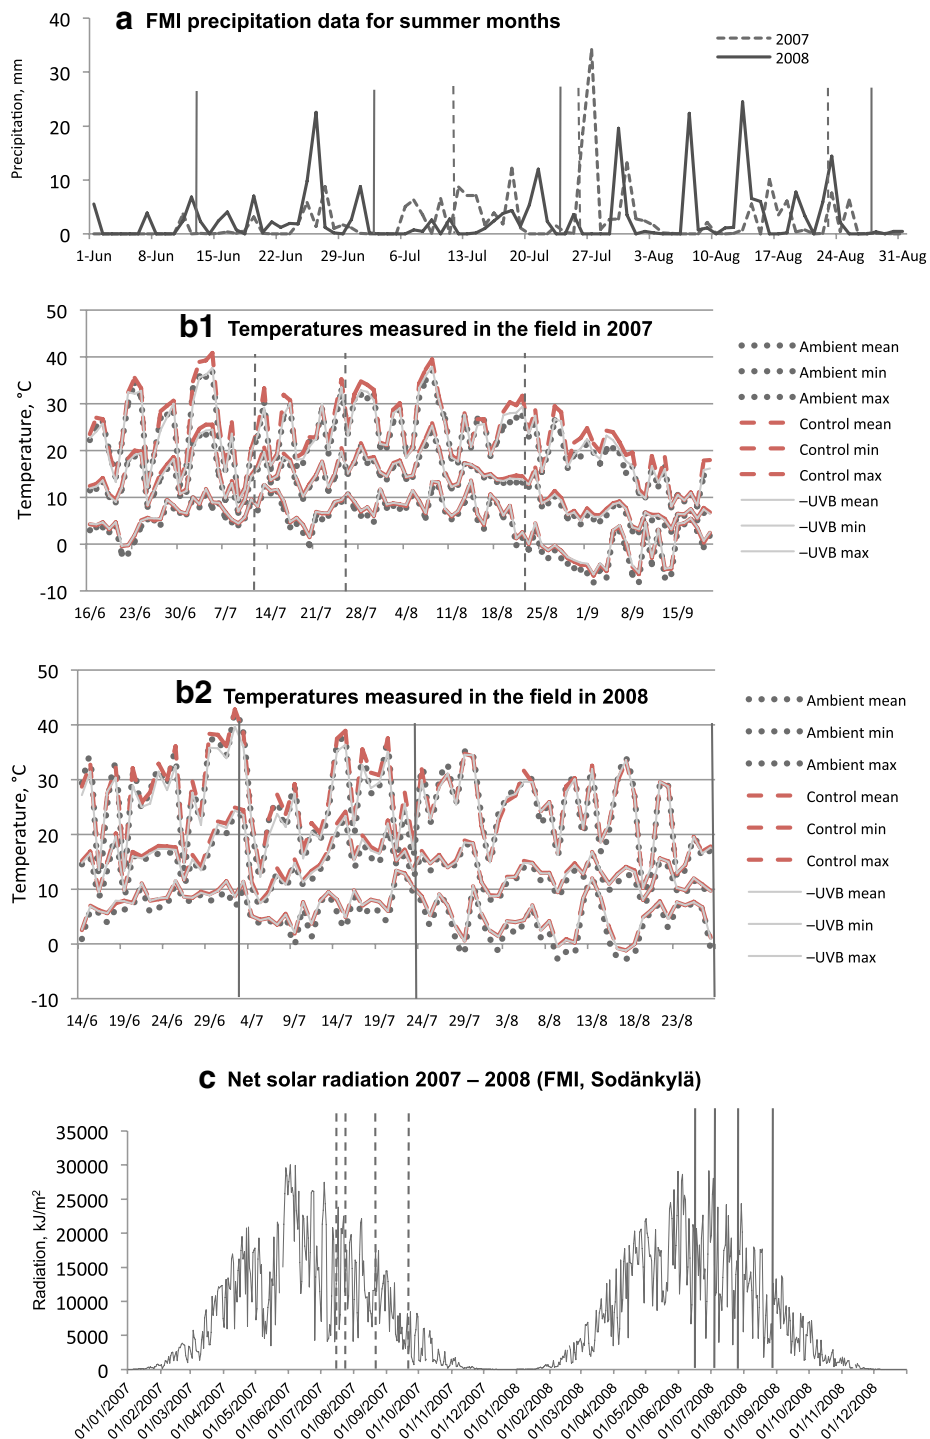 a FMI precipitation data for summer months
40
30
20
10
0
Precipitation, mm
2007
2008
1-Jun 8-Jun 15-Jun 22-Jun 29-Jun 6-Jul 13-Jul 20-Jul 27-Jul 3-Aug 10-Aug 17-Aug 24-Aug 31-Aug
b1 Temperatures measured in the field in 2007
50
40
30
20
10
0
-10
Temperature, °C
16/6 23/6 30/6 7/7 14/7 21/7 28/7 4/8 11/8 18/8 25/8 1/9 8/9 15/9
Ambient mean
Ambient min
Ambient max
Control mean
Control min
Control max
–UVB mean
–UVB min
–UVB max
b2 Temperatures measured in the field in 2008
50
40
30
20
10
0
-10
Temperature, °C
14/6 19/6 24/6 29/6 4/7 9/7 14/7 19/7 24/7 29/7 3/8 8/8 13/8 18/8 23/8
Ambient mean
Ambient min
Ambient max
Control mean
Control min
Control max
–UVB mean
–UVB min
–UVB max
c Net solar radiation 2007 – 2008 (FMI, Sodänkylä)
35000
30000
25000
20000
15000
10000
5000
0
Radiation, kJ/m²
01/01/2007 01/02/2007 01/03/2007 01/04/2007 01/05/2007 01/06/2007 01/07/2007 01/08/2007 01/09/2007 01/10/2007 01/11/2007 01/12/2007 01/01/2008 01/02/2008 01/03/2008 01/04/2008 01/05/2008 01/06/2008 01/07/2008 01/08/2008 01/09/2008 01/10/2008 01/11/2008 01/12/2008